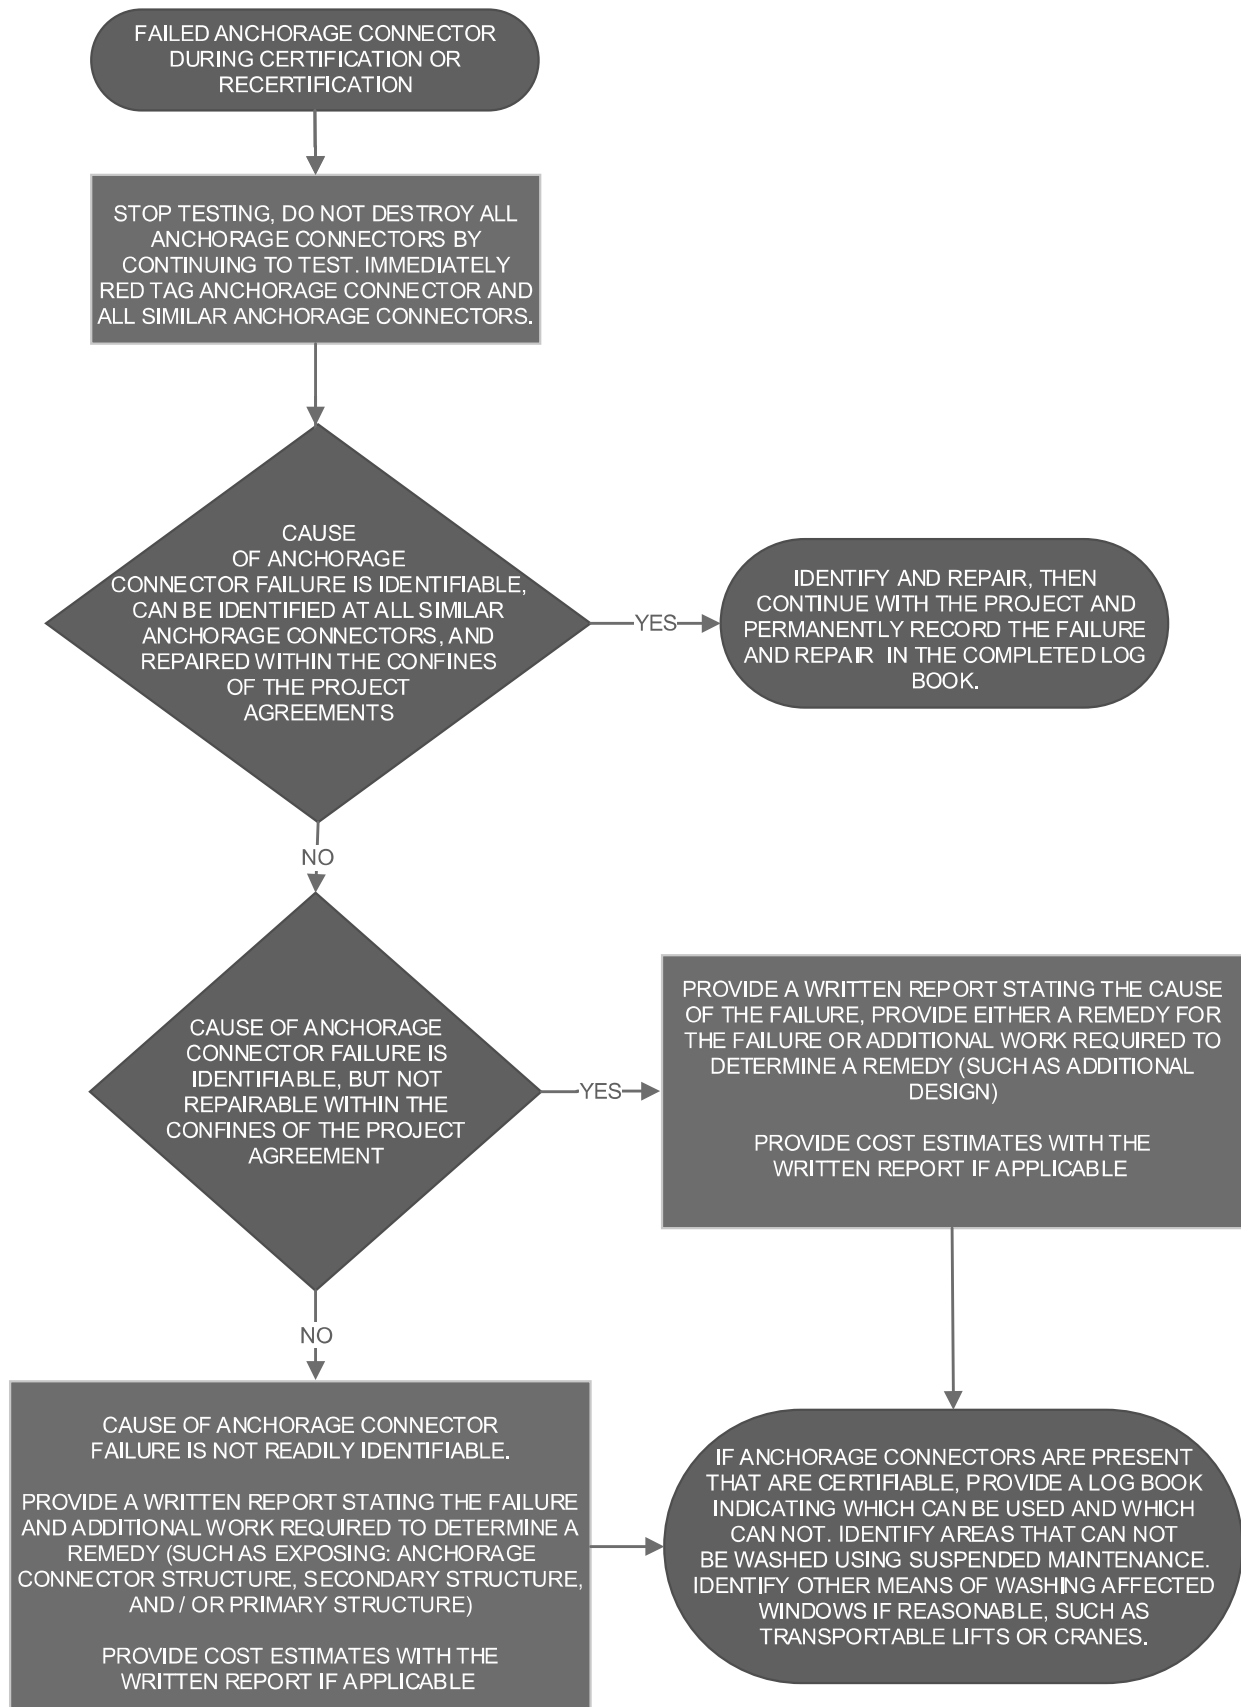 FAILED ANCHORAGE CONNECTOR
DURING CERTIFICATION OR
RECERTIFICATION
STOP TESTING, DO NOT DESTROY ALL
ANCHORAGE CONNECTORS BY
CONTINUING TO TEST. IMMEDIATELY
RED TAG ANCHORAGE CONNECTOR AND
ALL SIMILAR ANCHORAGE CONNECTORS.
CAUSE
OF ANCHORAGE
CONNECTOR FAILURE IS IDENTIFIABLE,
CAN BE IDENTIFIED AT ALL SIMILAR
ANCHORAGE CONNECTORS, AND
REPAIRED WITHIN THE CONFINES
OF THE PROJECT
AGREEMENTS
YES
IDENTIFY AND REPAIR, THEN
CONTINUE WITH THE PROJECT AND
PERMANENTLY RECORD THE FAILURE
AND REPAIR IN THE COMPLETED LOG
BOOK.
NO
CAUSE OF ANCHORAGE
CONNECTOR FAILURE IS
IDENTIFIABLE, BUT NOT
REPAIRABLE WITHIN THE
CONFINES OF THE PROJECT
AGREEMENT
YES
PROVIDE A WRITTEN REPORT STATING THE CAUSE
OF THE FAILURE, PROVIDE EITHER A REMEDY FOR
THE FAILURE OR ADDITIONAL WORK REQUIRED TO
DETERMINE A REMEDY (SUCH AS ADDITIONAL
DESIGN)
PROVIDE COST ESTIMATES WITH THE
WRITTEN REPORT IF APPLICABLE
NO
CAUSE OF ANCHORAGE CONNECTOR
FAILURE IS NOT READILY IDENTIFIABLE.
PROVIDE A WRITTEN REPORT STATING THE FAILURE
AND ADDITIONAL WORK REQUIRED TO DETERMINE A
REMEDY (SUCH AS EXPOSING: ANCHORAGE
CONNECTOR STRUCTURE, SECONDARY STRUCTURE,
AND / OR PRIMARY STRUCTURE)
PROVIDE COST ESTIMATES WITH THE
WRITTEN REPORT IF APPLICABLE
IF ANCHORAGE CONNECTORS ARE PRESENT
THAT ARE CERTIFIABLE, PROVIDE A LOG BOOK
INDICATING WHICH CAN BE USED AND WHICH
CAN NOT. IDENTIFY AREAS THAT CAN NOT
BE WASHED USING SUSPENDED MAINTENANCE.
IDENTIFY OTHER MEANS OF WASHING AFFECTED
WINDOWS IF REASONABLE, SUCH AS
TRANSPORTABLE LIFTS OR CRANES.